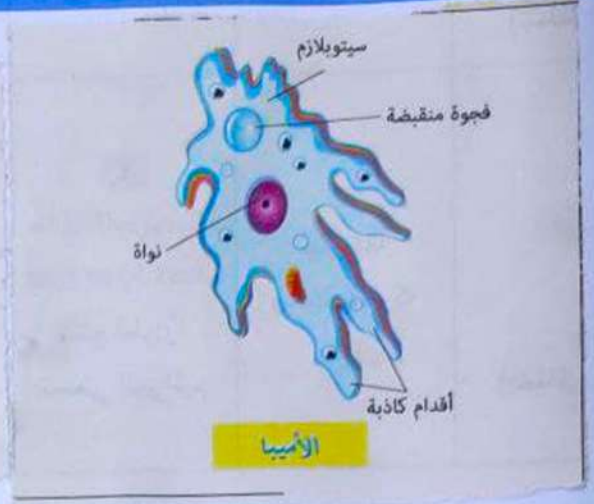 سيتوبلازم
فجوة منقبضة
نواة
أقدام كاذبة
الأميبا